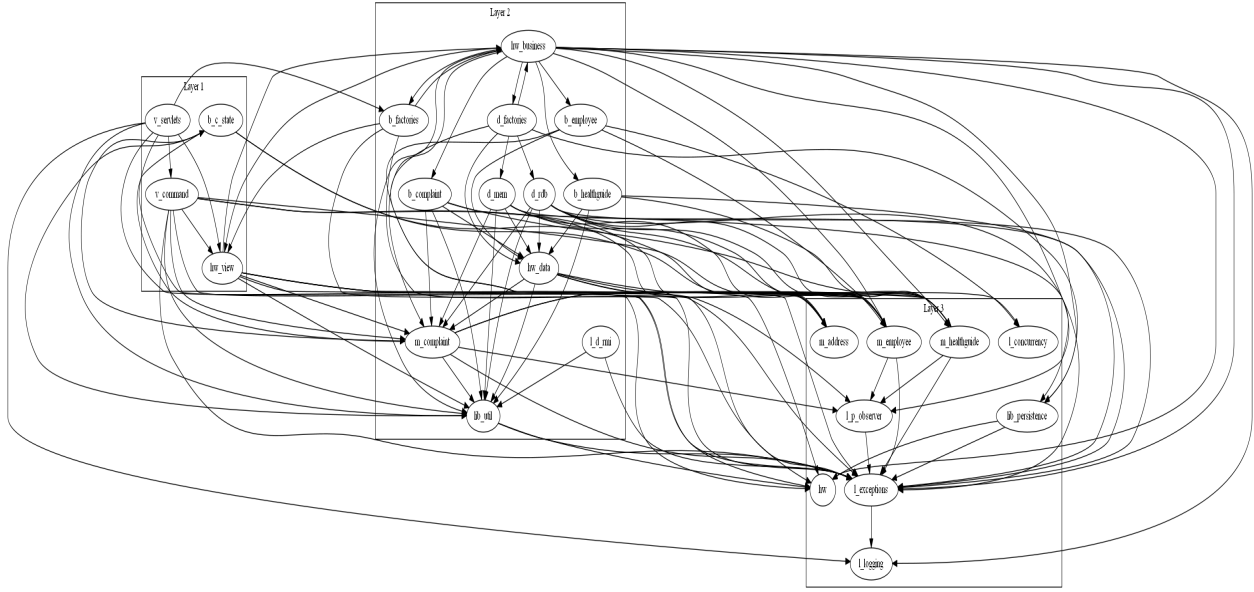 Layer 2
hw_business
Layer 1
v_servlets
b_c_state
b_factories
d_factories
b_employee
v_command
b_complaint
d_mem
d_rdb
b_healthguide
hw_view
hw_data
Layer 3
m_complaint
l_d_rmi
m_address
m_employee
m_healthguide
l_concurrency
lib_util
l_p_observer
lib_persistence
hw
l_exceptions
l_logging